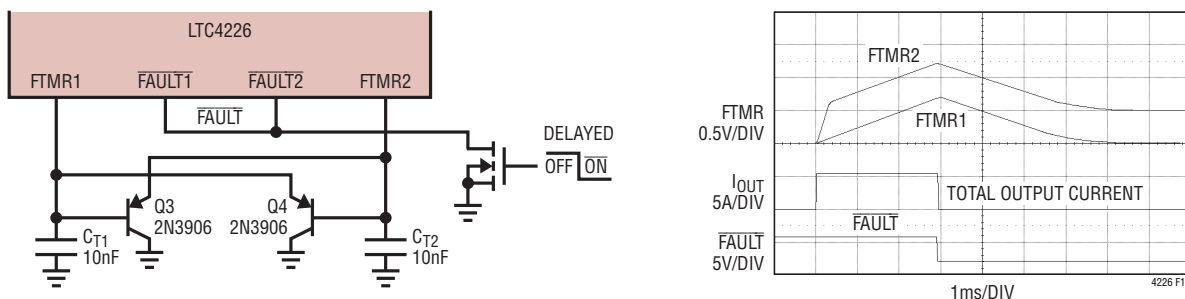 LTC4226
FTMR1 FAULT1 FAULT2 FTMR2
FAULT
DELAYED
OFF ON
Q3
2N3906
Q4
2N3906
CT1
10nF
CT2
10nF
FTMR2
FTMR1
FTMR
0.5V/DIV
IOUT
5A/DIV
TOTAL OUTPUT CURRENT
FAULT
FAULT
5V/DIV
1ms/DIV
4226 F1